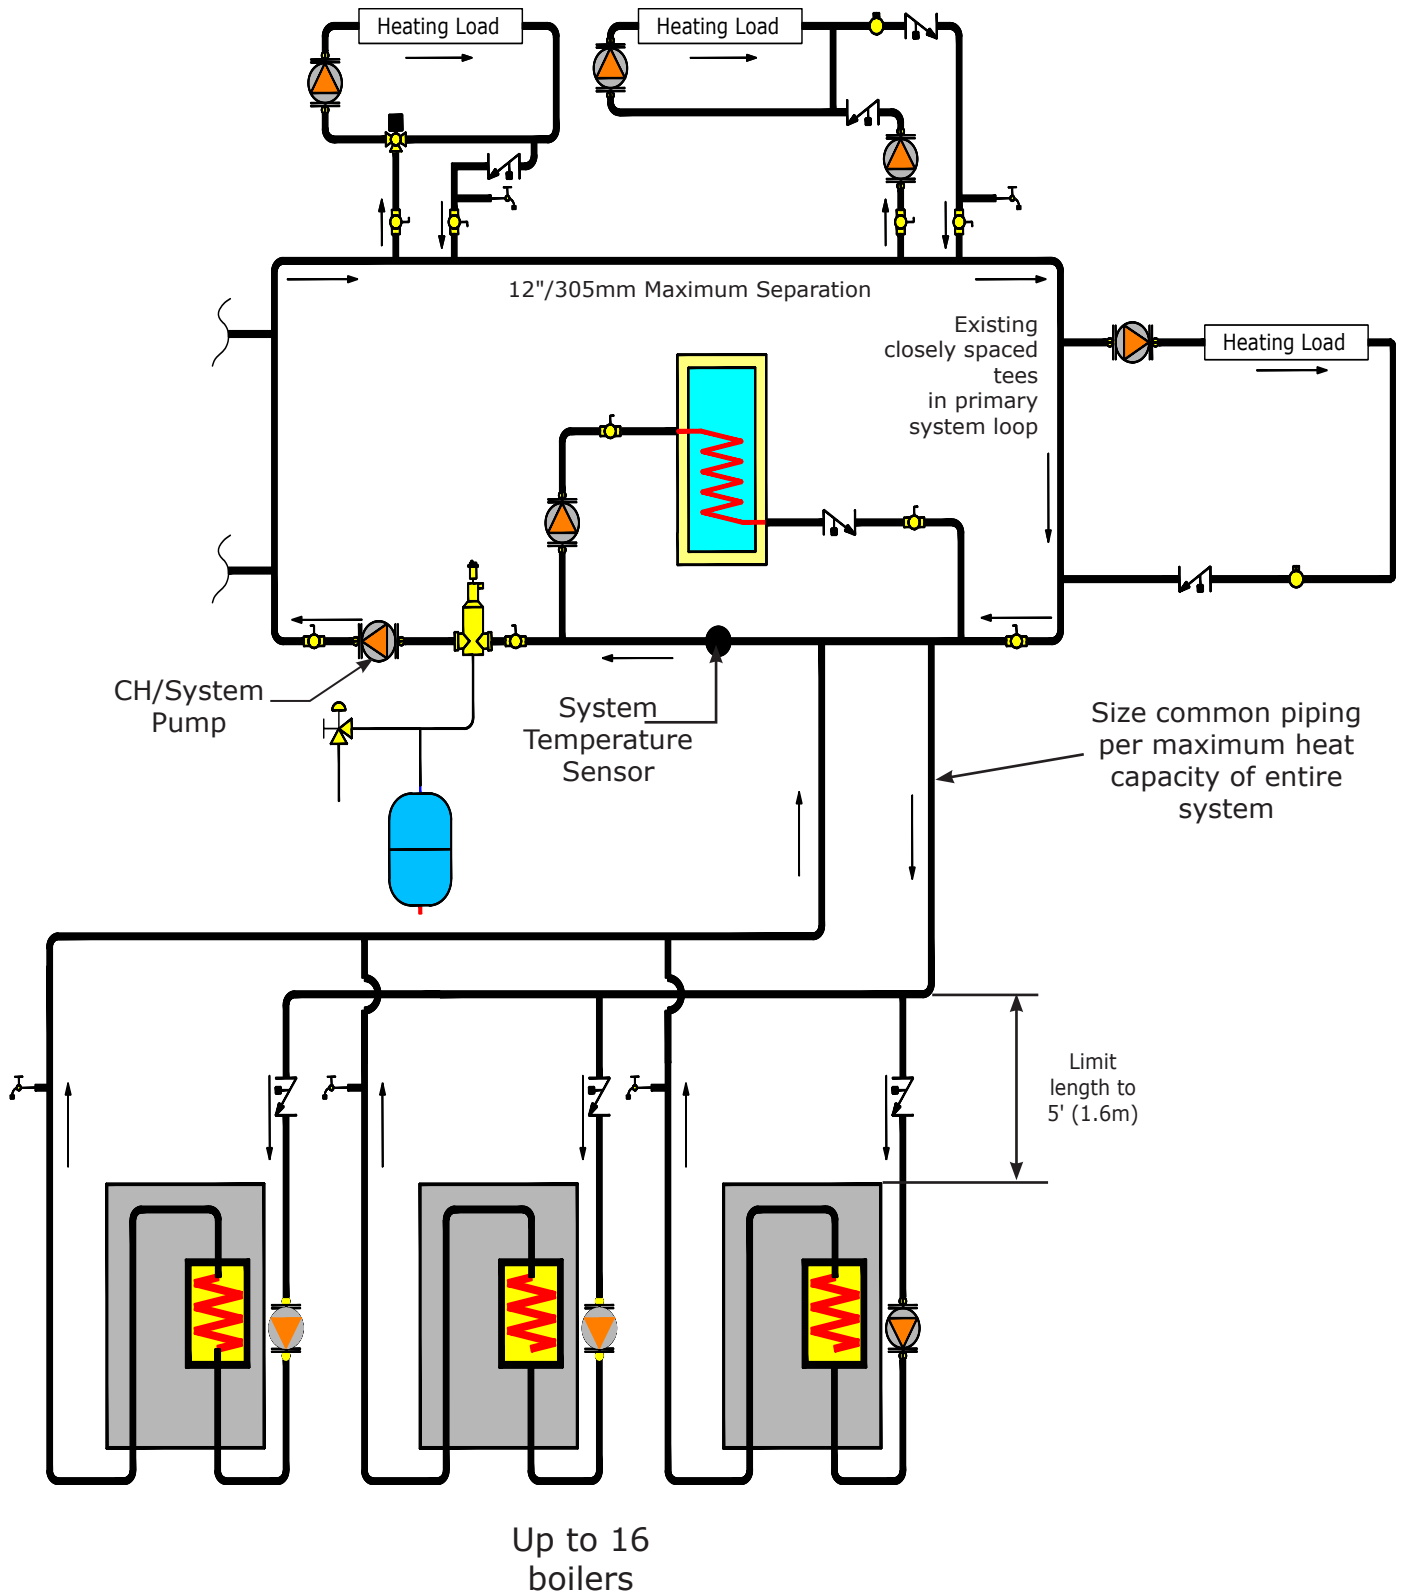 Heating Load
Heating Load
12"/305mm Maximum Separation
Existing
closely spaced
tees
in primary
system loop
Heating Load
CH/System
Pump
System
Temperature
Sensor
Size common piping
per maximum heat
capacity of entire
system
Limit
length to
5' (1.6m)
Up to 16
boilers